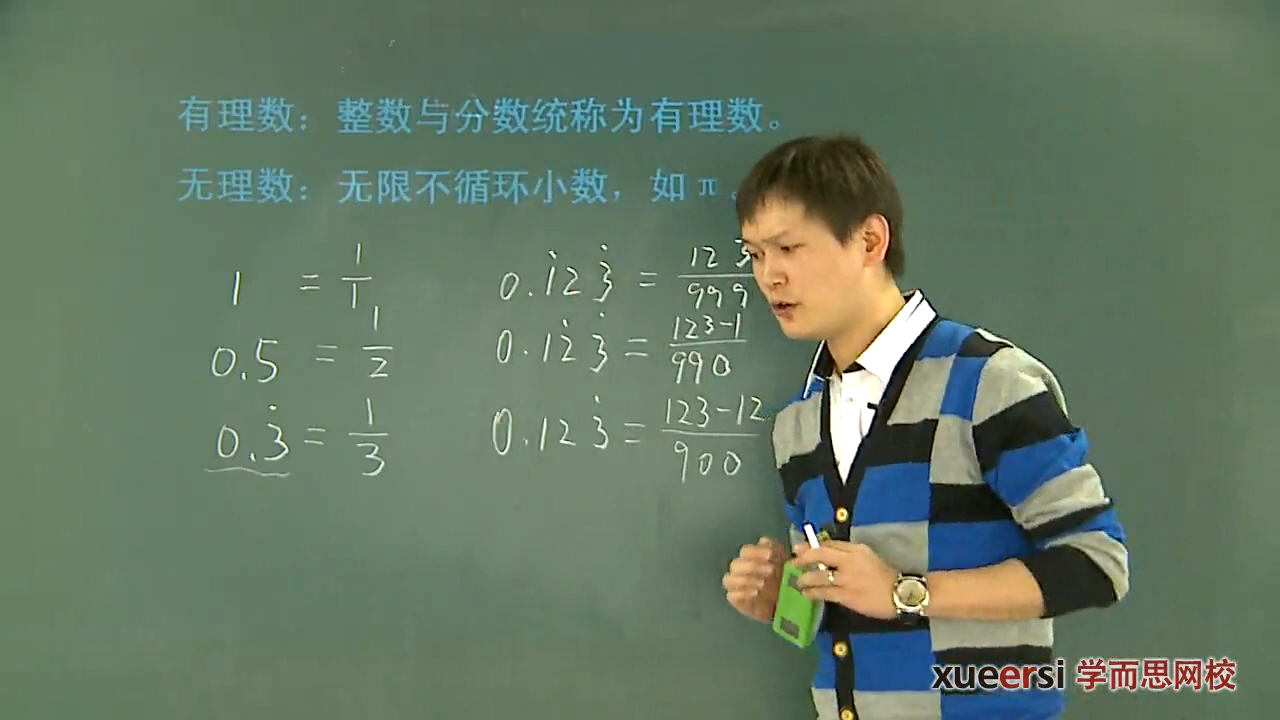 有理数：整数与分数统称为有理数。
无理数：无限不循环小数，如 π 。
1 = 1/1
0.5 = 1/2
0.3̇ = 1/3
0.1̇23̇ = 123/999
0.12̇3̇ = 123-1/990
0.123̇ = 123-12/900
xueersi 学而思网校